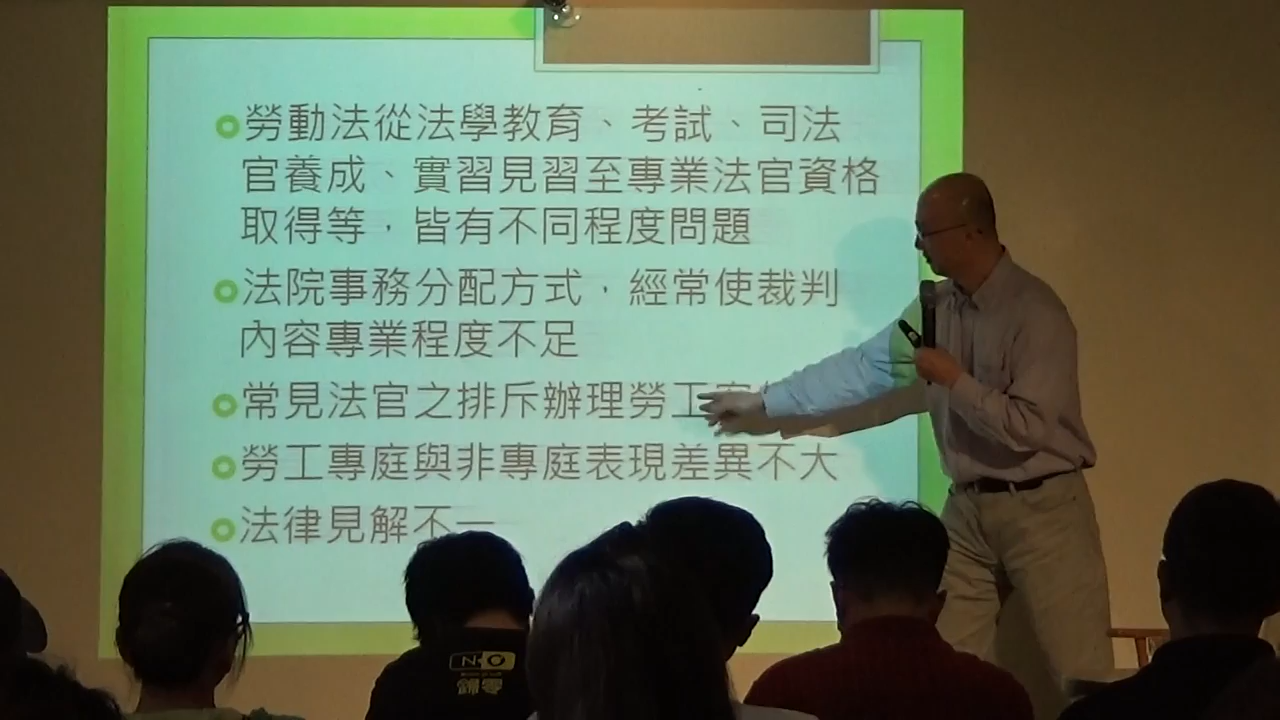 勞動法從法學教育、考試、司法
官養成、實習見習至專業法官資格
取得等，皆有不同程度問題
法院事務分配方式，經常使裁判
內容專業程度不足
常見法官之排斥辦理勞工
勞工專庭與非專庭表現差異不大
法律見解不一